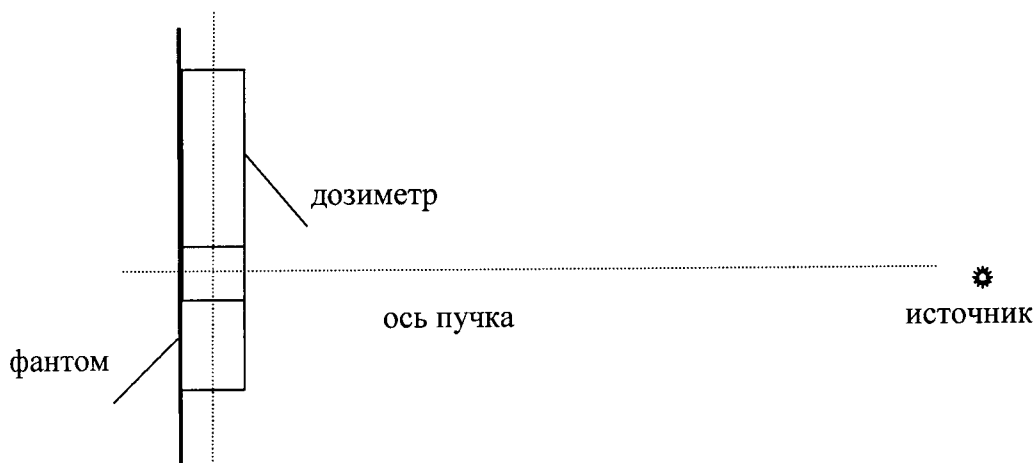 дозиметр
ось пучка
источник
фантом